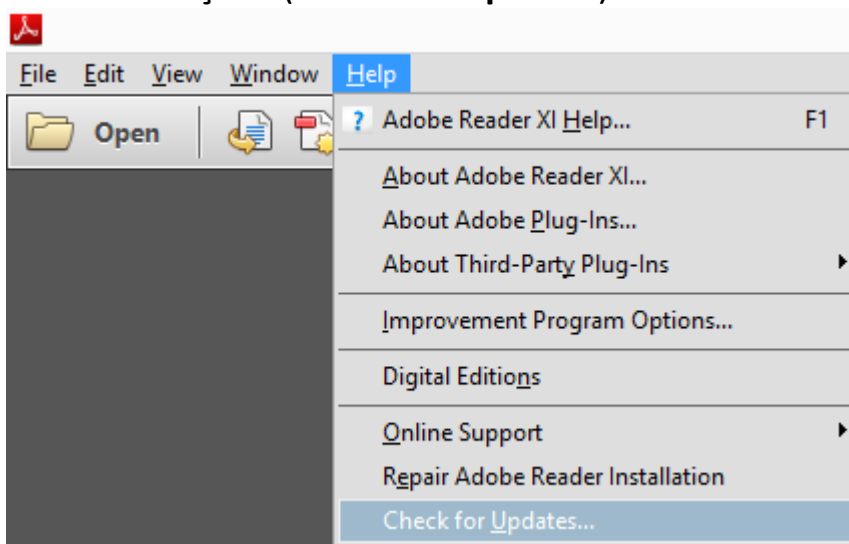 File Edit View Window Help
Open
? Adobe Reader XI Help... F1
About Adobe Reader XI...
About Adobe Plug-Ins...
About Third-Party Plug-Ins
Improvement Program Options...
Digital Editions
Online Support
Repair Adobe Reader Installation
Check for Updates...